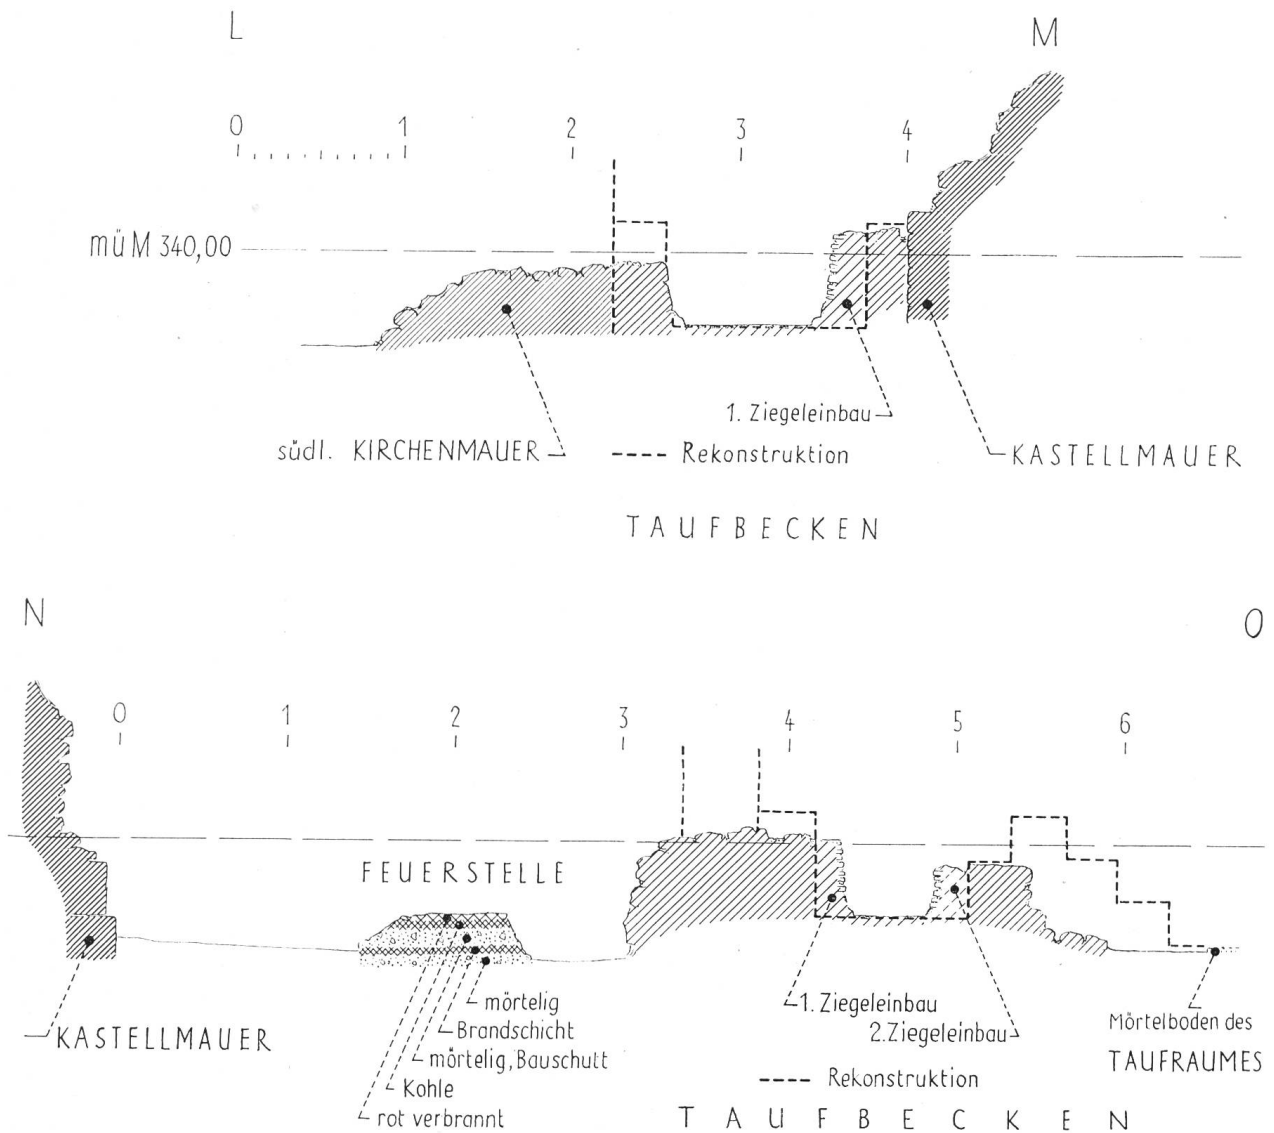 L M
0 1 2 3 4
müM 340,00
1. Ziegeleinbau
südl. KIRCHENMAUER
Rekonstruktion
KASTELLMAUER
TAUFBECKEN
N O
0 1 2 3 4 5 6
FEUERSTELLE
mörtelig
Brandschicht
mörtelig, Bauschutt
Kohle
rot verbrannt
KASTELLMAUER
1. Ziegeleinbau
2. Ziegeleinbau
Mörtelboden des
TAUFRAUMES
Rekonstruktion
TAUFBECKEN